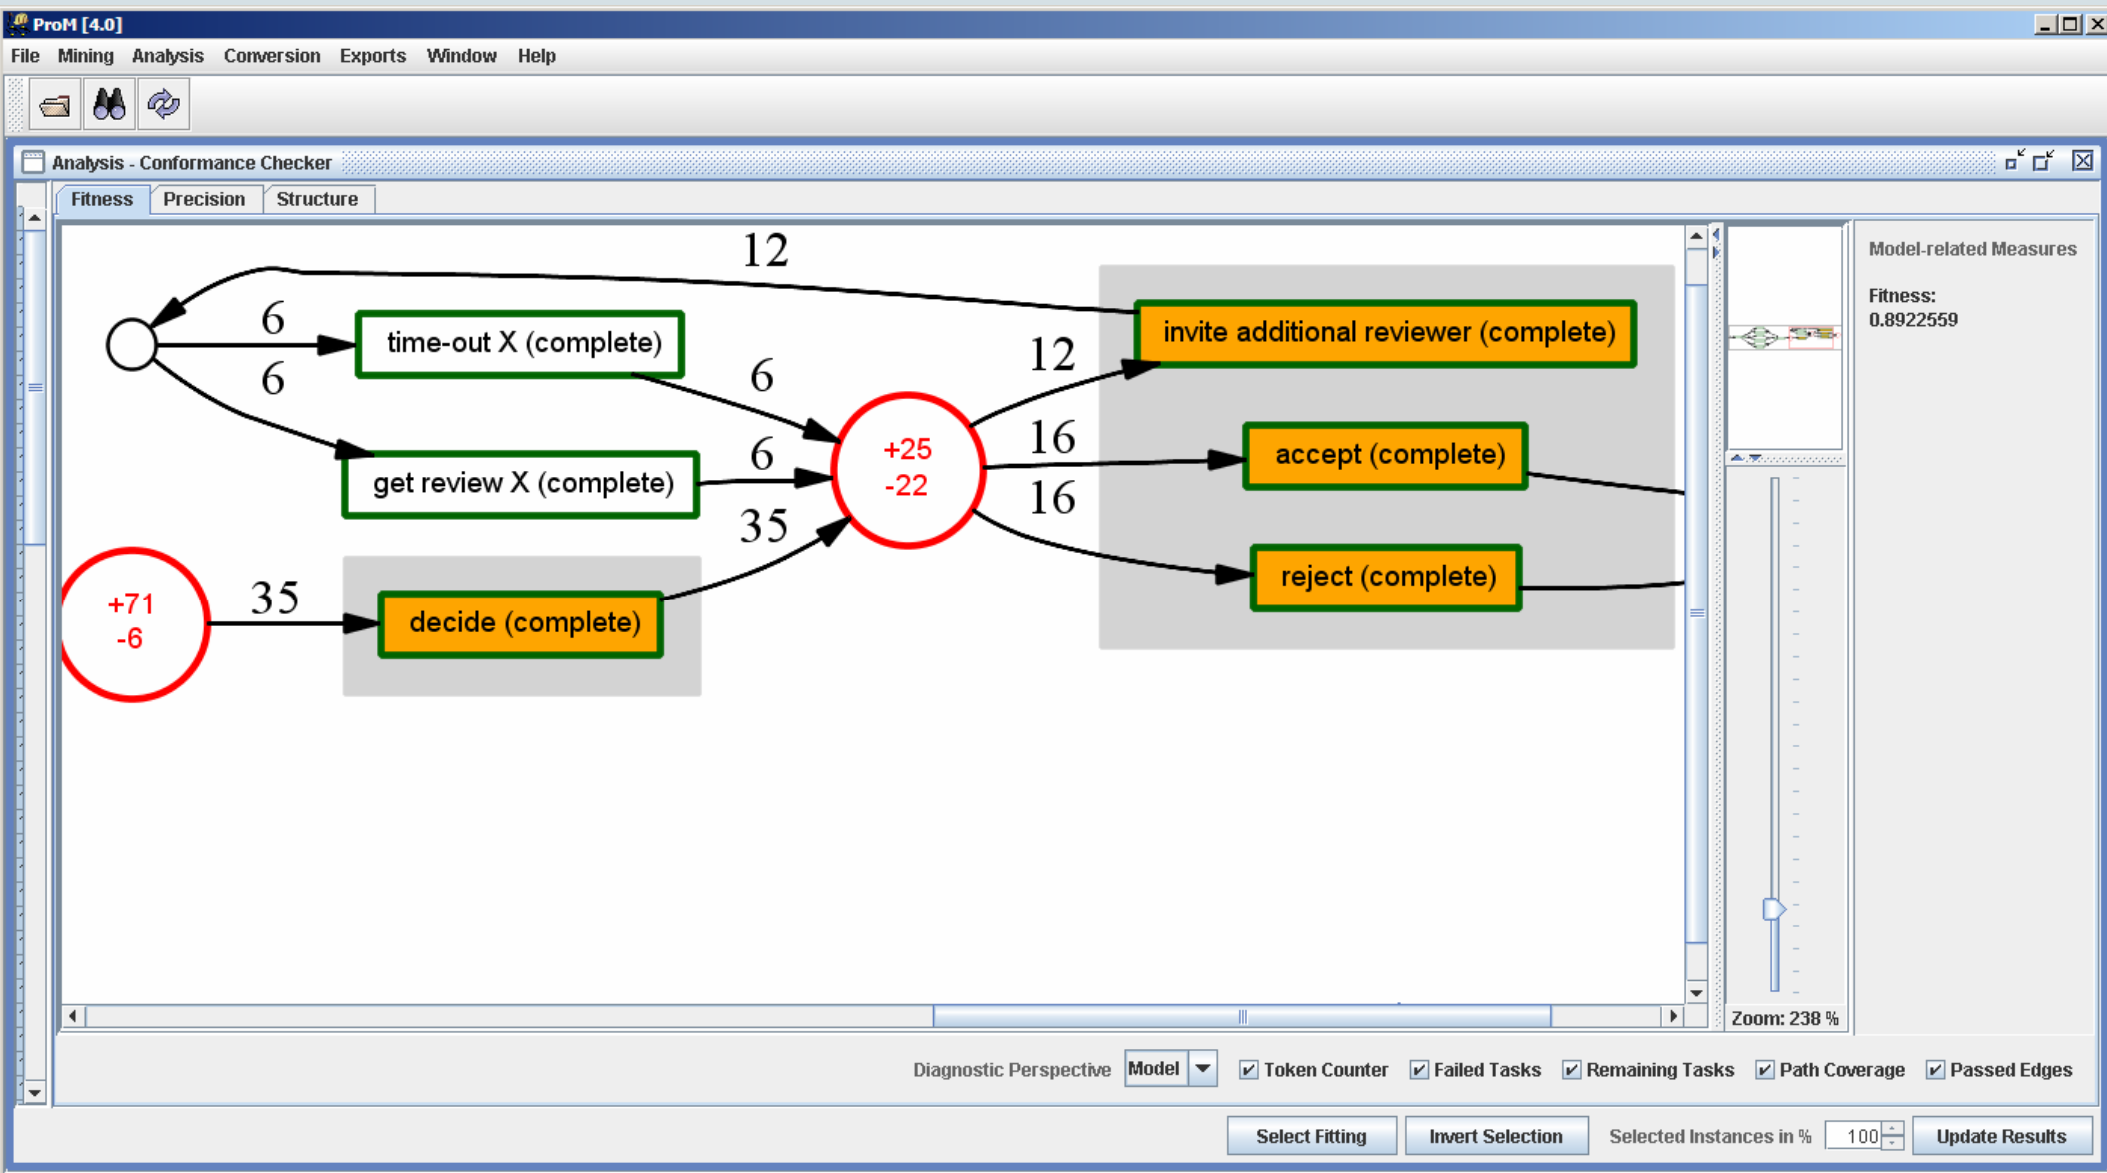 ProM [4.0]
File Mining Analysis Conversion Exports Window Help
Analysis - Conformance Checker
Fitness Precision Structure
12
6
time-out X (complete)
6
6
get review X (complete)
6
35
+71
-6
35
decide (complete)
+25
-22
12
invite additional reviewer (complete)
16
accept (complete)
16
reject (complete)
Model-related Measures
Fitness:
0.8922559
Zoom: 238 %
Diagnostic Perspective Model Token Counter Failed Tasks Remaining Tasks Path Coverage Passed Edges
Select Fitting Invert Selection Selected Instances in % 100 Update Results